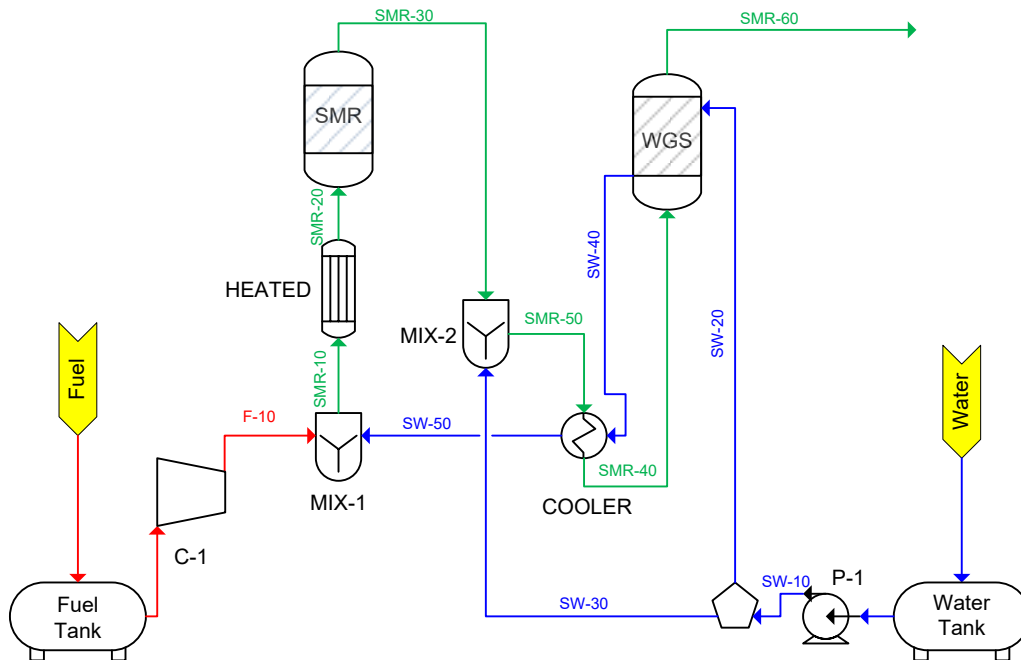 SMR-30
SMR-60
SMR
WGS
SMR-20
SW-40
HEATED
SW-20
MIX-2
SMR-50
Fuel
SMR-10
Water
F-10
SW-50
SMR-40
MIX-1
COOLER
C-1
SW-10
P-1
Fuel
Tank
SW-30
Water
Tank